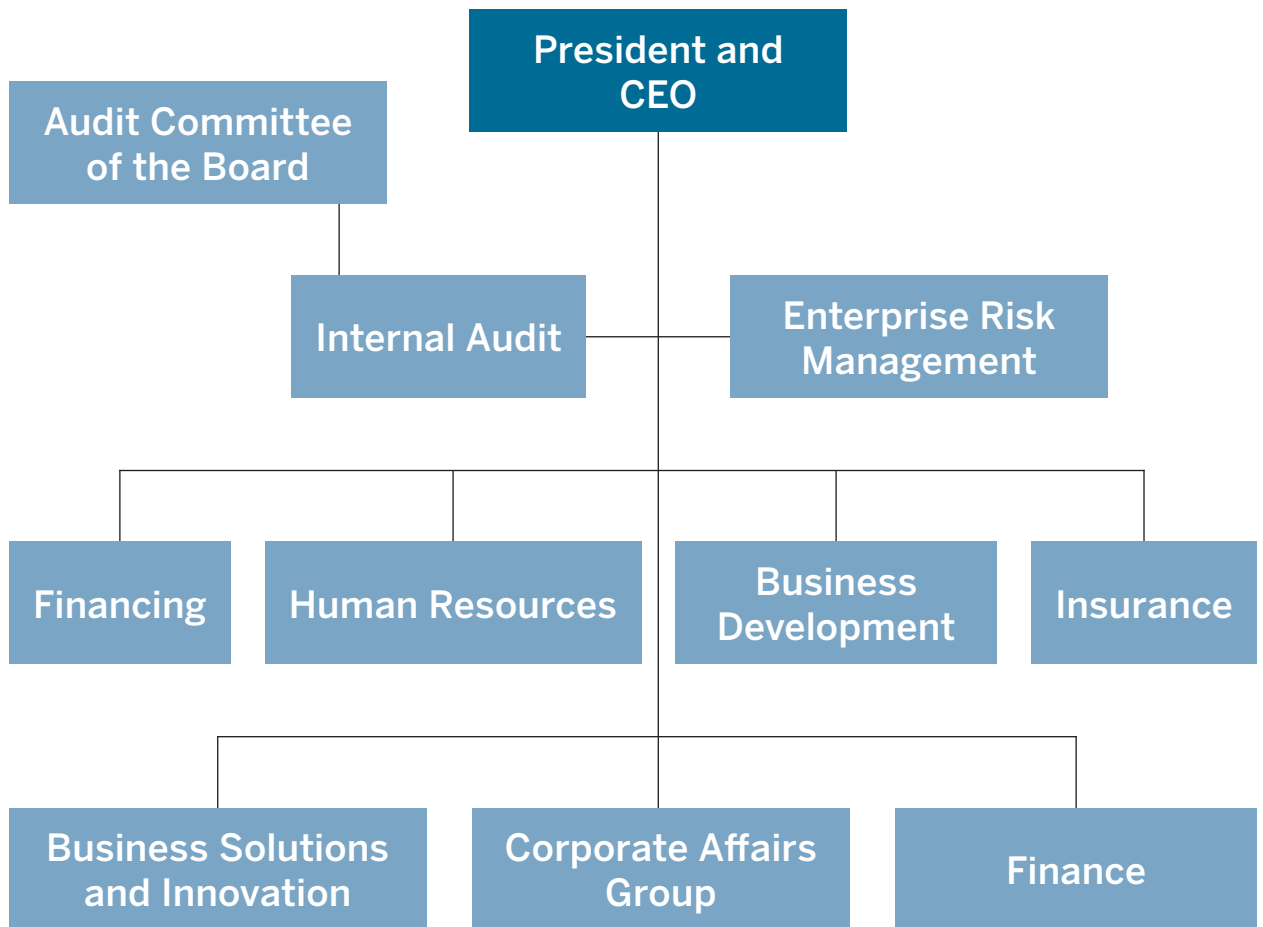 President and
CEO
Audit Committee
of the Board
Internal Audit
Enterprise Risk
Management
Financing
Human Resources
Business
Development
Insurance
Business Solutions
and Innovation
Corporate Affairs
Group
Finance